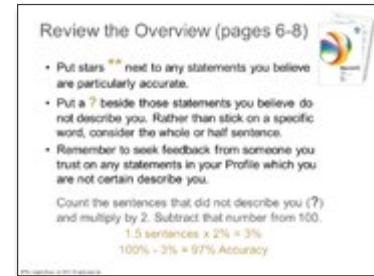 Review the Overview (pages 6-8)
• Put stars ** next to any statements you believe
are particularly accurate.
• Put a ? beside those statements you believe do
not describe you. Rather than stick on a specific
word, consider the whole or half sentence.
• Remember to seek feedback from someone you
trust on any statements in your Profile which you
are not certain describe you.
Count the sentences that did not describe you (?)
and multiply by 2. Subtract that number from 100.
1.5 sentences x 2% = 3%
100% - 3% = 97% Accuracy